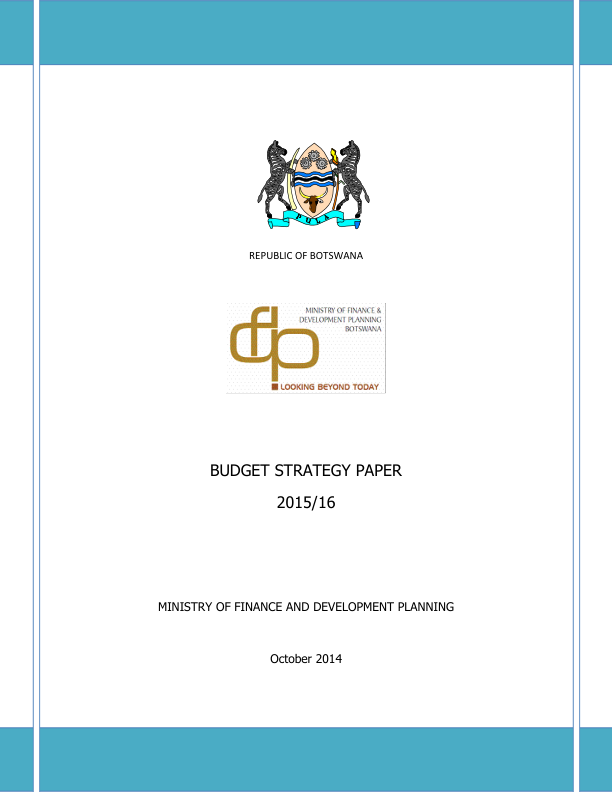 PULA
REPUBLIC OF BOTSWANA
MINISTRY OF FINANCE &
DEVELOPMENT PLANNING
BOTSWANA
dfp
LOOKING BEYOND TODAY
BUDGET STRATEGY PAPER
2015/16
MINISTRY OF FINANCE AND DEVELOPMENT PLANNING
October 2014